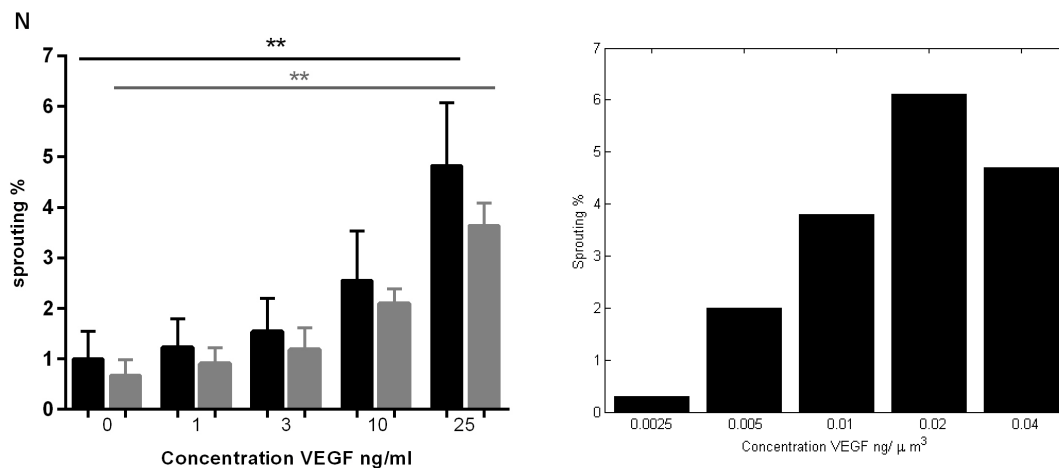 N
**
**
7
6
5
4
3
2
1
0
sprouting %
0 1 3 10 25
Concentration VEGF ng/ml
7
6
5
4
3
2
1
0
Sprouting %
0.0025 0.005 0.01 0.02 0.04
Concentration VEGF ng/ μ m³